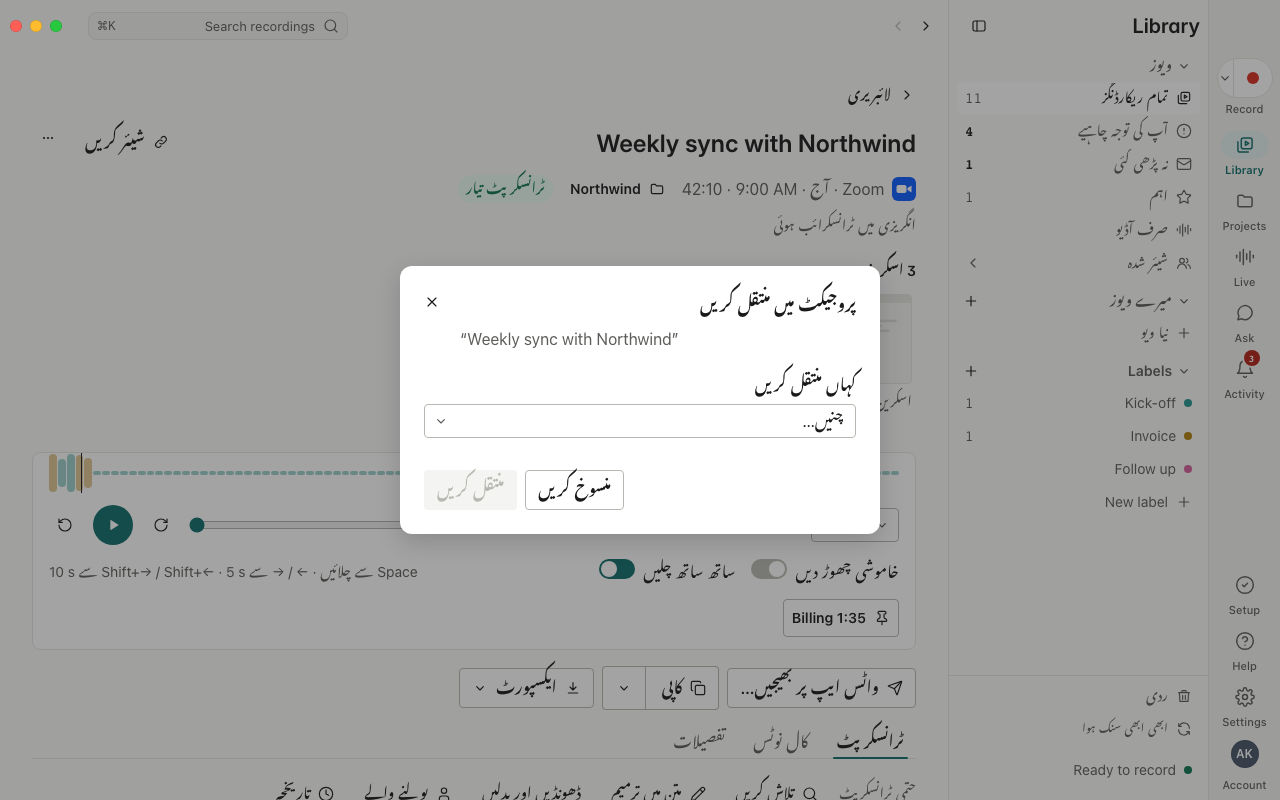 ⌘K
Search recordings
Library
Record
Library
Projects
Live
Ask
3
Activity
Setup
Help
Settings
AK
Account
ویوز
تمام ریکارڈنگز 11
آپ کی توجہ چاہیے 4
نہ پڑھی گئی 1
اہم 1
صرف آڈیو
شیئر شدہ
میرے ویوز
نیا ویو
Labels
Kick-off 1
Invoice 1
Follow up
New label
ردی
ابھی ابھی سنک ہوا
Ready to record
لائبریری
Weekly sync with Northwind
شیئر کریں
Zoom · آج · 9:00 AM · 42:10
Northwind
ٹرانسکرپٹ تیار
انگریزی میں ٹرانسکرائب ہوئی
پروجیکٹ میں منتقل کریں
“Weekly sync with Northwind”
کہاں منتقل کریں
چنیں...
منسوخ کریں
منتقل کریں
خاموشی چھوڑ دیں
ساتھ ساتھ چلیں
Space سے چلائیں · ← / → سے 5 s · Shift+← / Shift+→ سے 10 s
Billing 1:35
واٹس ایپ پر بھیجیں...
کاپی
ایکسپورٹ
ٹرانسکرپٹ
کال نوٹس
تفصیلات
حتمی ٹرانسکرپٹ
تلاش کریں
متن میں ترمیم
ڈھونڈیں اور بدلیں
بولنے والے